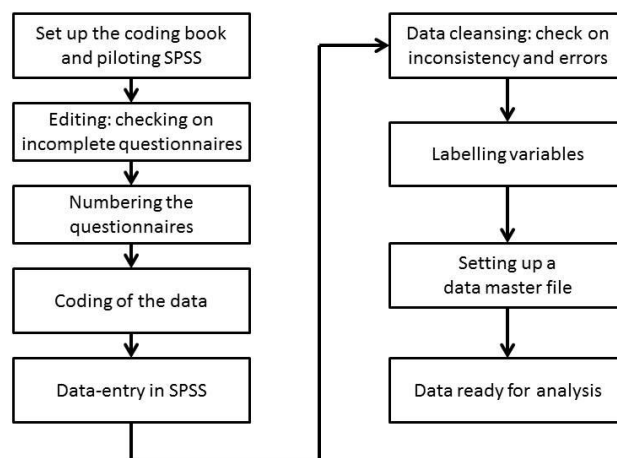 Set up the coding book
and piloting SPSS
Editing: checking on
incomplete questionnaires
Numbering the
questionnaires
Coding of the data
Data-entry in SPSS
Data cleansing: check on
inconsistency and errors
Labelling variables
Setting up a
data master file
Data ready for analysis